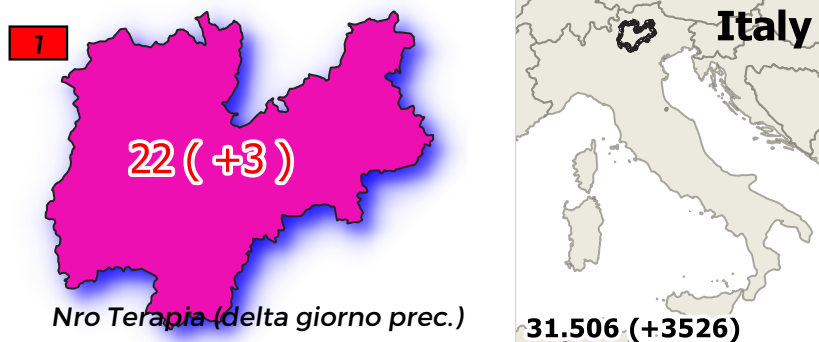 1
22 ( +3 )
Nro Terapia (delta giorno prec.)
Italy
31.506 (+3526)